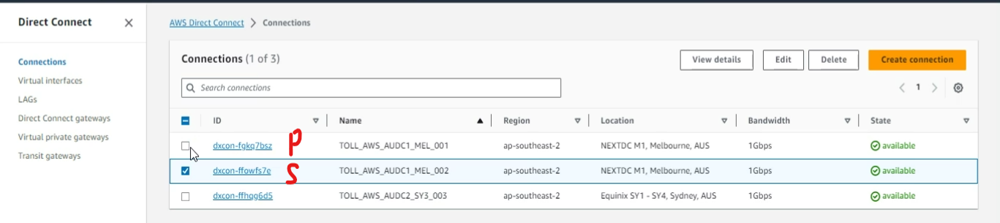 Direct Connect
Connections
Virtual interfaces
LAGs
Direct Connect gateways
Virtual private gateways
Transit gateways
AWS Direct Connect > Connections
Connections (1 of 3)
View details
Edit
Delete
Create connection
Search connections
1
ID Name Region Location Bandwidth State
dxcon-fgkq7bsz P TOLL_AWS_AUDC1_MEL_001 ap-southeast-2 NEXTDC M1, Melbourne, AUS 1Gbps available
dxcon-ffowfs7e S TOLL_AWS_AUDC1_MEL_002 ap-southeast-2 NEXTDC M1, Melbourne, AUS 1Gbps available
dxcon-ffhqg6d5 TOLL_AWS_AUDC2_SY3_003 ap-southeast-2 Equinix SY1 - SY4, Sydney, AUS 1Gbps available